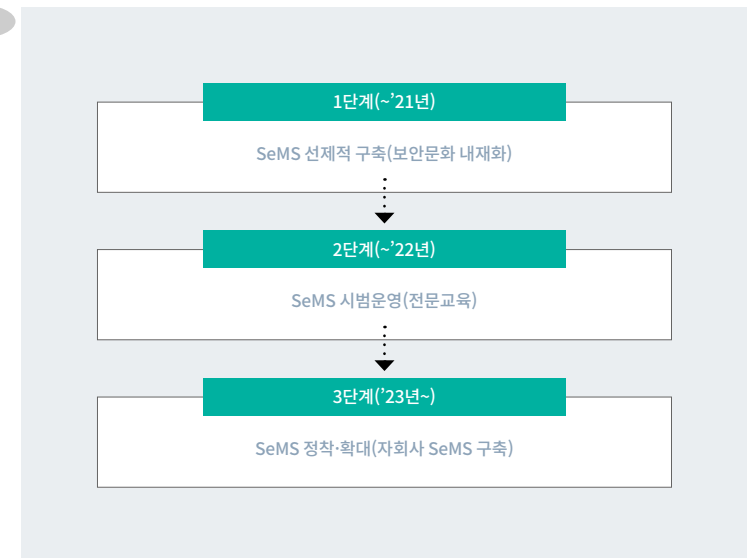 1단계(~’21년)
SeMS 선제적 구축(보안문화 내재화)
2단계(~’22년)
SeMS 시범운영(전문교육)
3단계(’23년~)
SeMS 정착·확대(자회사 SeMS 구축)